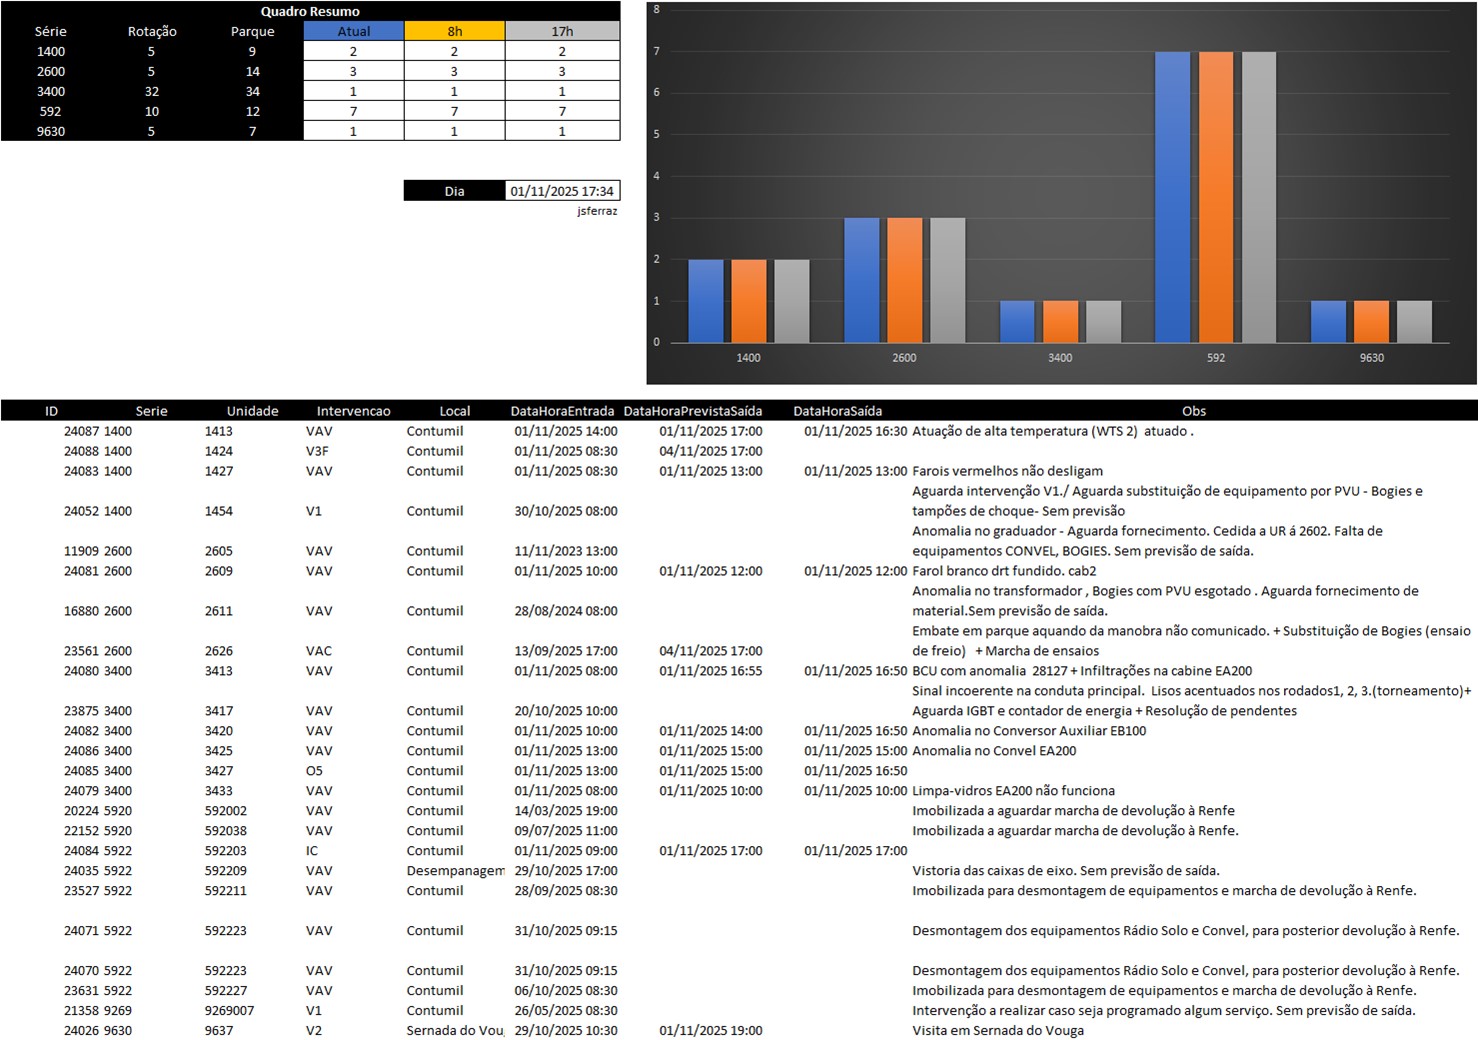 Quadro Resumo
Série Rotação Parque Atual 8h 17h
1400 5 9 2 2 2
2600 5 14 3 3 3
3400 32 34 1 1 1
592 10 12 7 7 7
9630 5 7 1 1 1
Dia 01/11/2025 17:34
jsferraz
8
7
6
5
4
3
2
1
0
1400 2600 3400 592 9630
ID Serie Unidade Intervencao Local DataHoraEntrada DataHoraPrevistaSaída DataHoraSaída Obs
24087 1400 1413 VAV Contumil 01/11/2025 14:00 01/11/2025 17:00 01/11/2025 16:30 Atuação de alta temperatura (WTS 2)  atuado .
24088 1400 1424 V3F Contumil 01/11/2025 08:30 04/11/2025 17:00
24083 1400 1427 VAV Contumil 01/11/2025 08:30 01/11/2025 13:00 01/11/2025 13:00 Farois vermelhos não desligam
Aguarda intervenção V1./ Aguarda substituição de equipamento por PVU - Bogies e
24052 1400 1454 V1 Contumil 30/10/2025 08:00 tampões de choque- Sem previsão
Anomalia no graduador - Aguarda fornecimento. Cedida a UR á 2602. Falta de
11909 2600 2605 VAV Contumil 11/11/2023 13:00 equipamentos CONVEL, BOGIES. Sem previsão de saída.
24081 2600 2609 VAV Contumil 01/11/2025 10:00 01/11/2025 12:00 01/11/2025 12:00 Farol branco drt fundido. cab2
Anomalia no transformador , Bogies com PVU esgotado . Aguarda fornecimento de
16880 2600 2611 VAV Contumil 28/08/2024 08:00 material.Sem previsão de saída.
Embate em parque aquando da manobra não comunicado. + Substituição de Bogies (ensaio
23561 2600 2626 VAC Contumil 13/09/2025 17:00 04/11/2025 17:00 de freio)   + Marcha de ensaios
24080 3400 3413 VAV Contumil 01/11/2025 08:00 01/11/2025 16:55 01/11/2025 16:50 BCU com anomalia  28127 + Infiltrações na cabine EA200
Sinal incoerente na conduta principal.  Lisos acentuados nos rodados1, 2, 3.(torneamento)+
23875 3400 3417 VAV Contumil 20/10/2025 10:00 Aguarda IGBT e contador de energia + Resolução de pendentes
24082 3400 3420 VAV Contumil 01/11/2025 10:00 01/11/2025 14:00 01/11/2025 16:50 Anomalia no Conversor Auxiliar EB100
24086 3400 3425 VAV Contumil 01/11/2025 13:00 01/11/2025 15:00 01/11/2025 15:00 Anomalia no Convel EA200
24085 3400 3427 O5 Contumil 01/11/2025 13:00 01/11/2025 15:00 01/11/2025 16:50
24079 3400 3433 VAV Contumil 01/11/2025 08:00 01/11/2025 10:00 01/11/2025 10:00 Limpa-vidros EA200 não funciona
20224 5920 592002 VAV Contumil 14/03/2025 19:00 Imobilizada a aguardar marcha de devolução à Renfe
22152 5920 592038 VAV Contumil 09/07/2025 11:00 Imobilizada a aguardar marcha de devolução à Renfe.
24084 5922 592203 IC Contumil 01/11/2025 09:00 01/11/2025 17:00 01/11/2025 17:00
24035 5922 592209 VAV Desempanagem 29/10/2025 17:00 Vistoria das caixas de eixo. Sem previsão de saída.
23527 5922 592211 VAV Contumil 28/09/2025 08:30 Imobilizada para desmontagem de equipamentos e marcha de devolução à Renfe.
24071 5922 592223 VAV Contumil 31/10/2025 09:15 Desmontagem dos equipamentos Rádio Solo e Convel, para posterior devolução à Renfe.
24070 5922 592223 VAV Contumil 31/10/2025 09:15 Desmontagem dos equipamentos Rádio Solo e Convel, para posterior devolução à Renfe.
23631 5922 592227 VAV Contumil 06/10/2025 08:30 Imobilizada para desmontagem de equipamentos e marcha de devolução à Renfe.
21358 9269 9269007 V1 Contumil 26/05/2025 08:30 Intervenção a realizar caso seja programado algum serviço. Sem previsão de saída.
24026 9630 9637 V2 Sernada do Vou 29/10/2025 10:30 01/11/2025 19:00 Visita em Sernada do Vouga